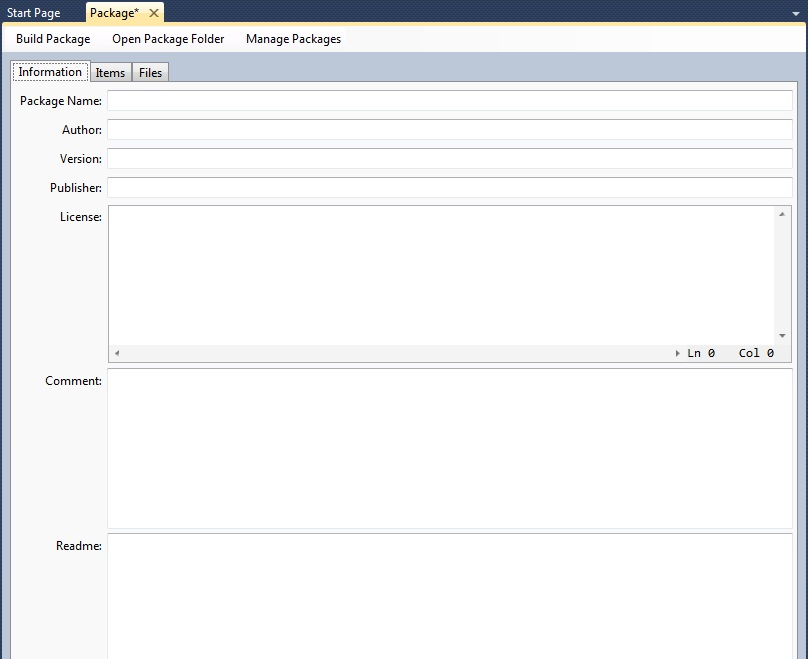 Start Page Package*
Build Package Open Package Folder Manage Packages
Information Items Files
Package Name:
Author:
Version:
Publisher:
License:
Ln 0 Col 0
Comment:
Readme: